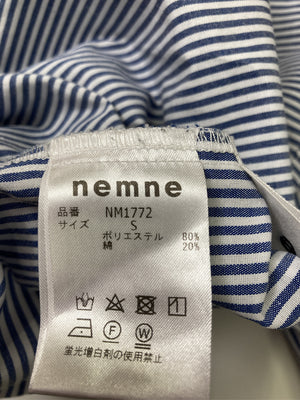 nemne
品番 NM1772
サイズ S
ポリエステル 80%
綿 20%
F W
蛍光増白剤の使用禁止